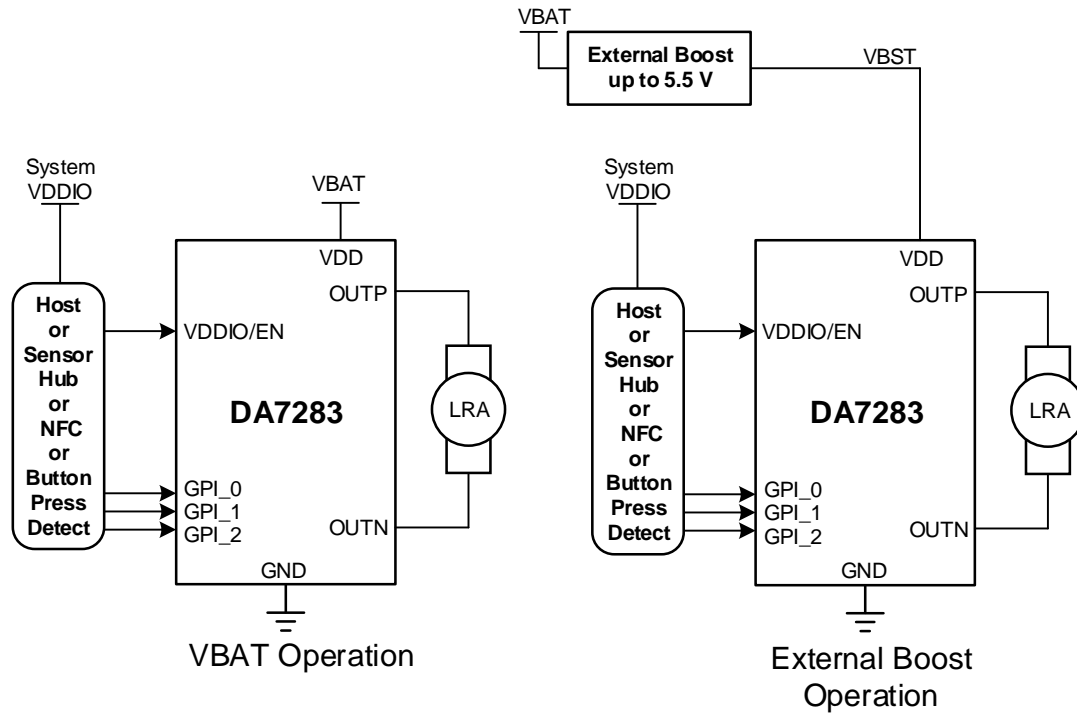 VBAT
External Boost
up to 5.5 V
VBST
System
VDDIO
VBAT
VDD
OUTP
Host
or
Sensor
Hub
or
NFC
or
Button
Press
Detect
VDDIO/EN
DA7283
LRA
GPI_0
GPI_1
GPI_2
OUTN
GND
VBAT Operation
System
VDDIO
VDD
OUTP
Host
or
Sensor
Hub
or
NFC
or
Button
Press
Detect
VDDIO/EN
DA7283
LRA
GPI_0
GPI_1
GPI_2
OUTN
GND
External Boost
Operation